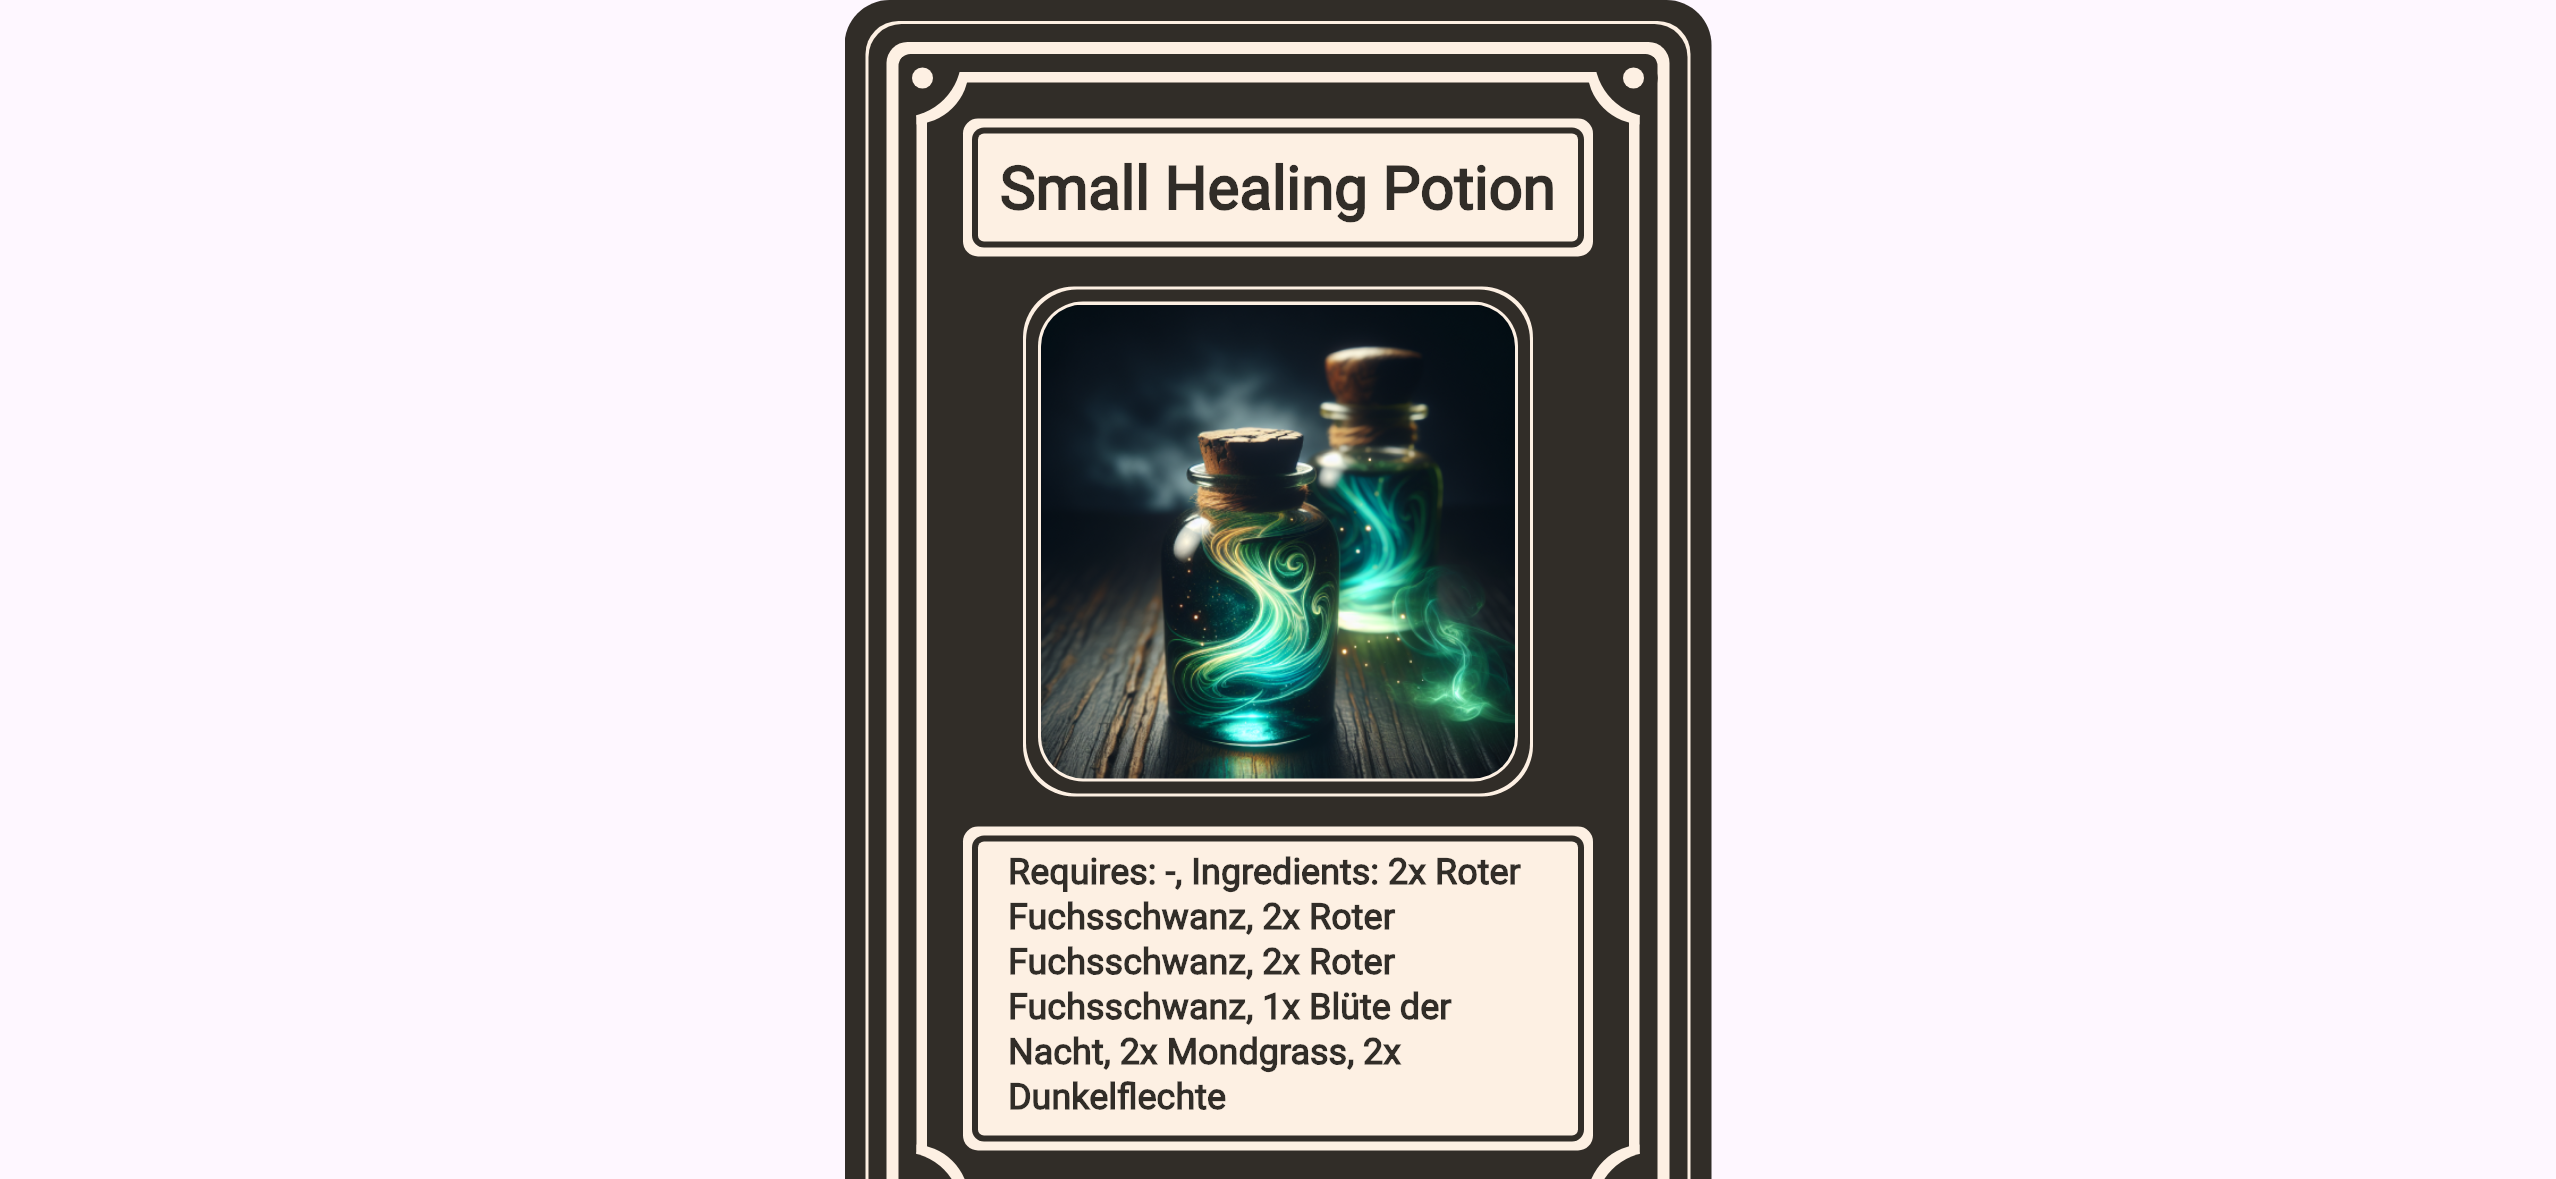 Small Healing Potion
Requires: -, Ingredients: 2x Roter
Fuchsschwanz, 2x Roter
Fuchsschwanz, 2x Roter
Fuchsschwanz, 1x Blüte der
Nacht, 2x Mondgrass, 2x
Dunkelflechte